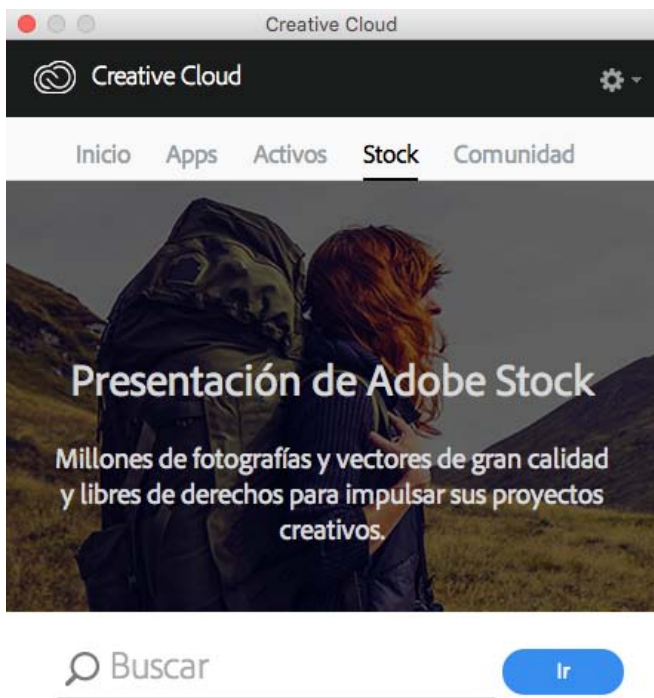 Creative Cloud
Creative Cloud
Inicio Apps Activos Stock Comunidad
Presentación de Adobe Stock
Millones de fotografías y vectores de gran calidad
y libres de derechos para impulsar sus proyectos
creativos.
Buscar Ir